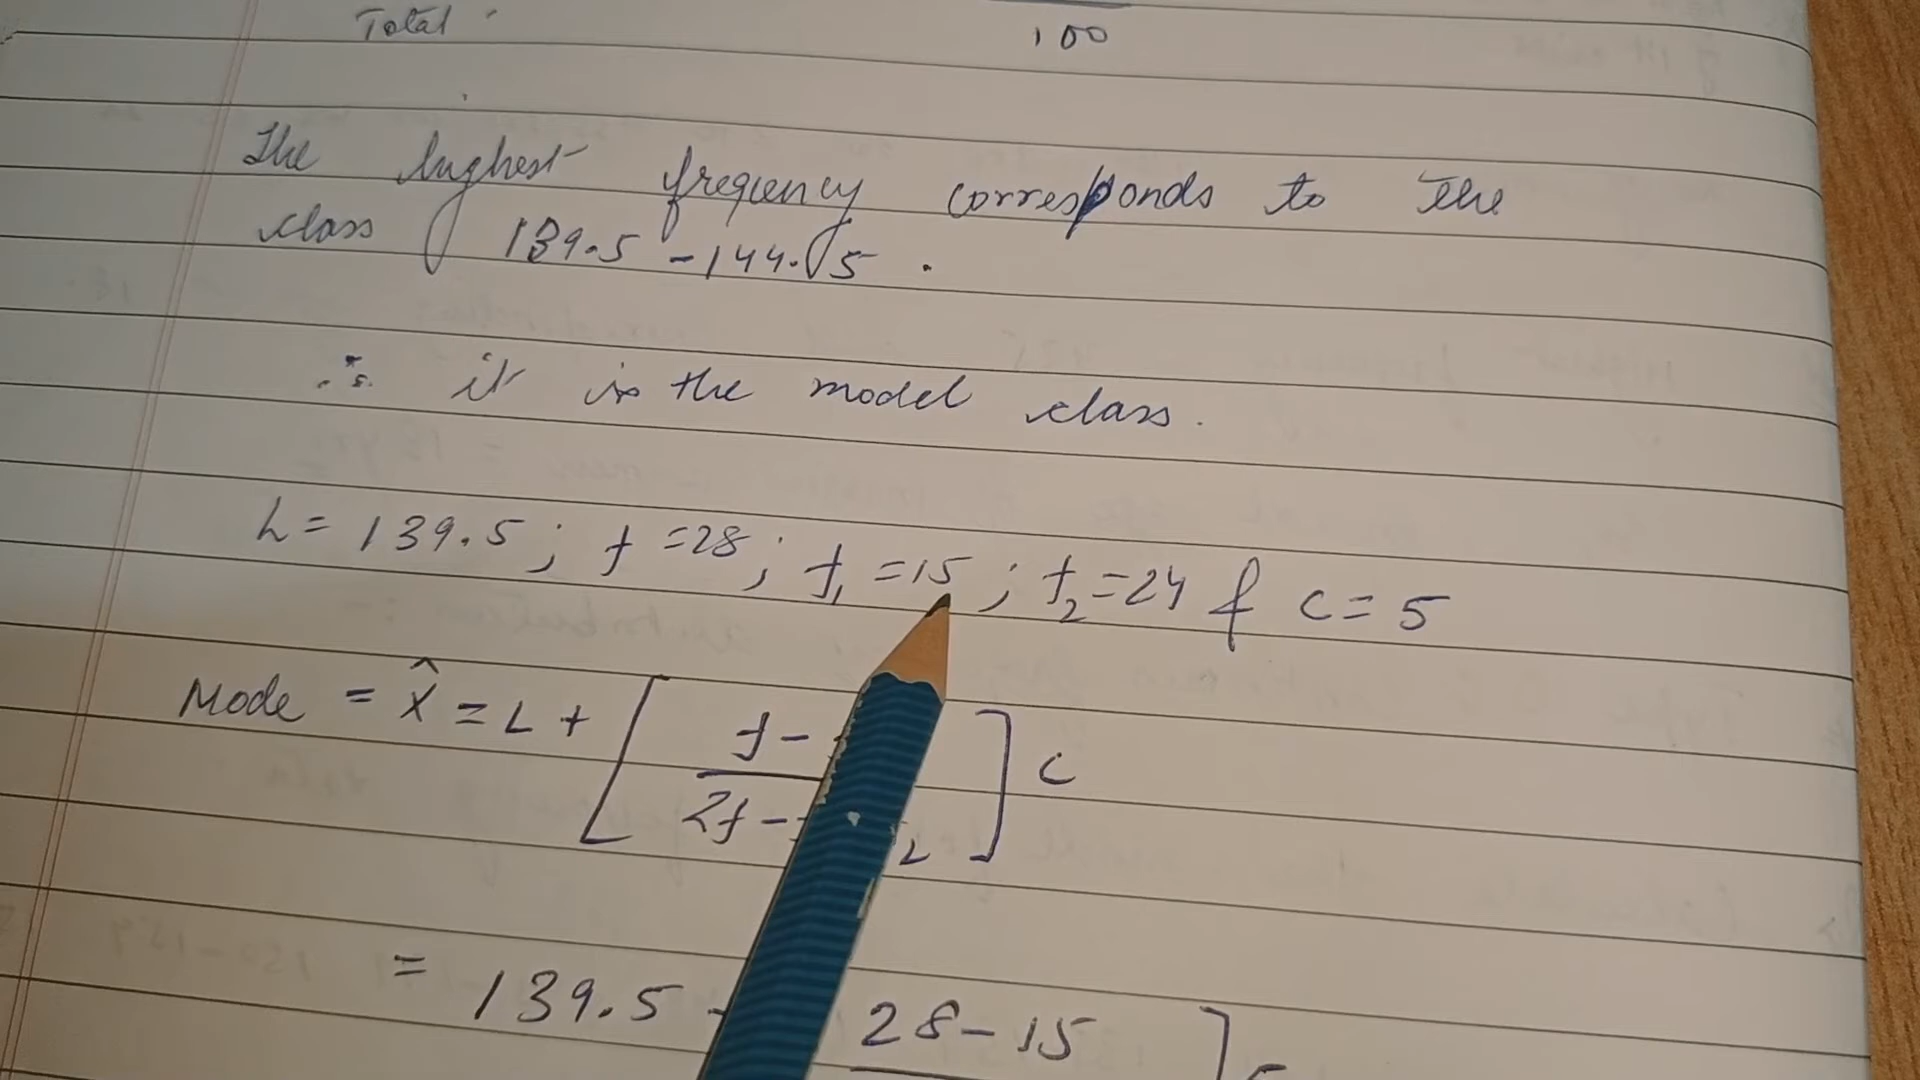 Total
100
The highest frequency corresponds to the
class 139.5 - 144.5.
∴ it is the model class.
L = 139.5 ; f = 28 ; f1 = 15 ; f2 = 24 & c = 5
Mode = X̂ = L + [ f - / 2f - 2 ] c
= 139.5 28 - 15 ]